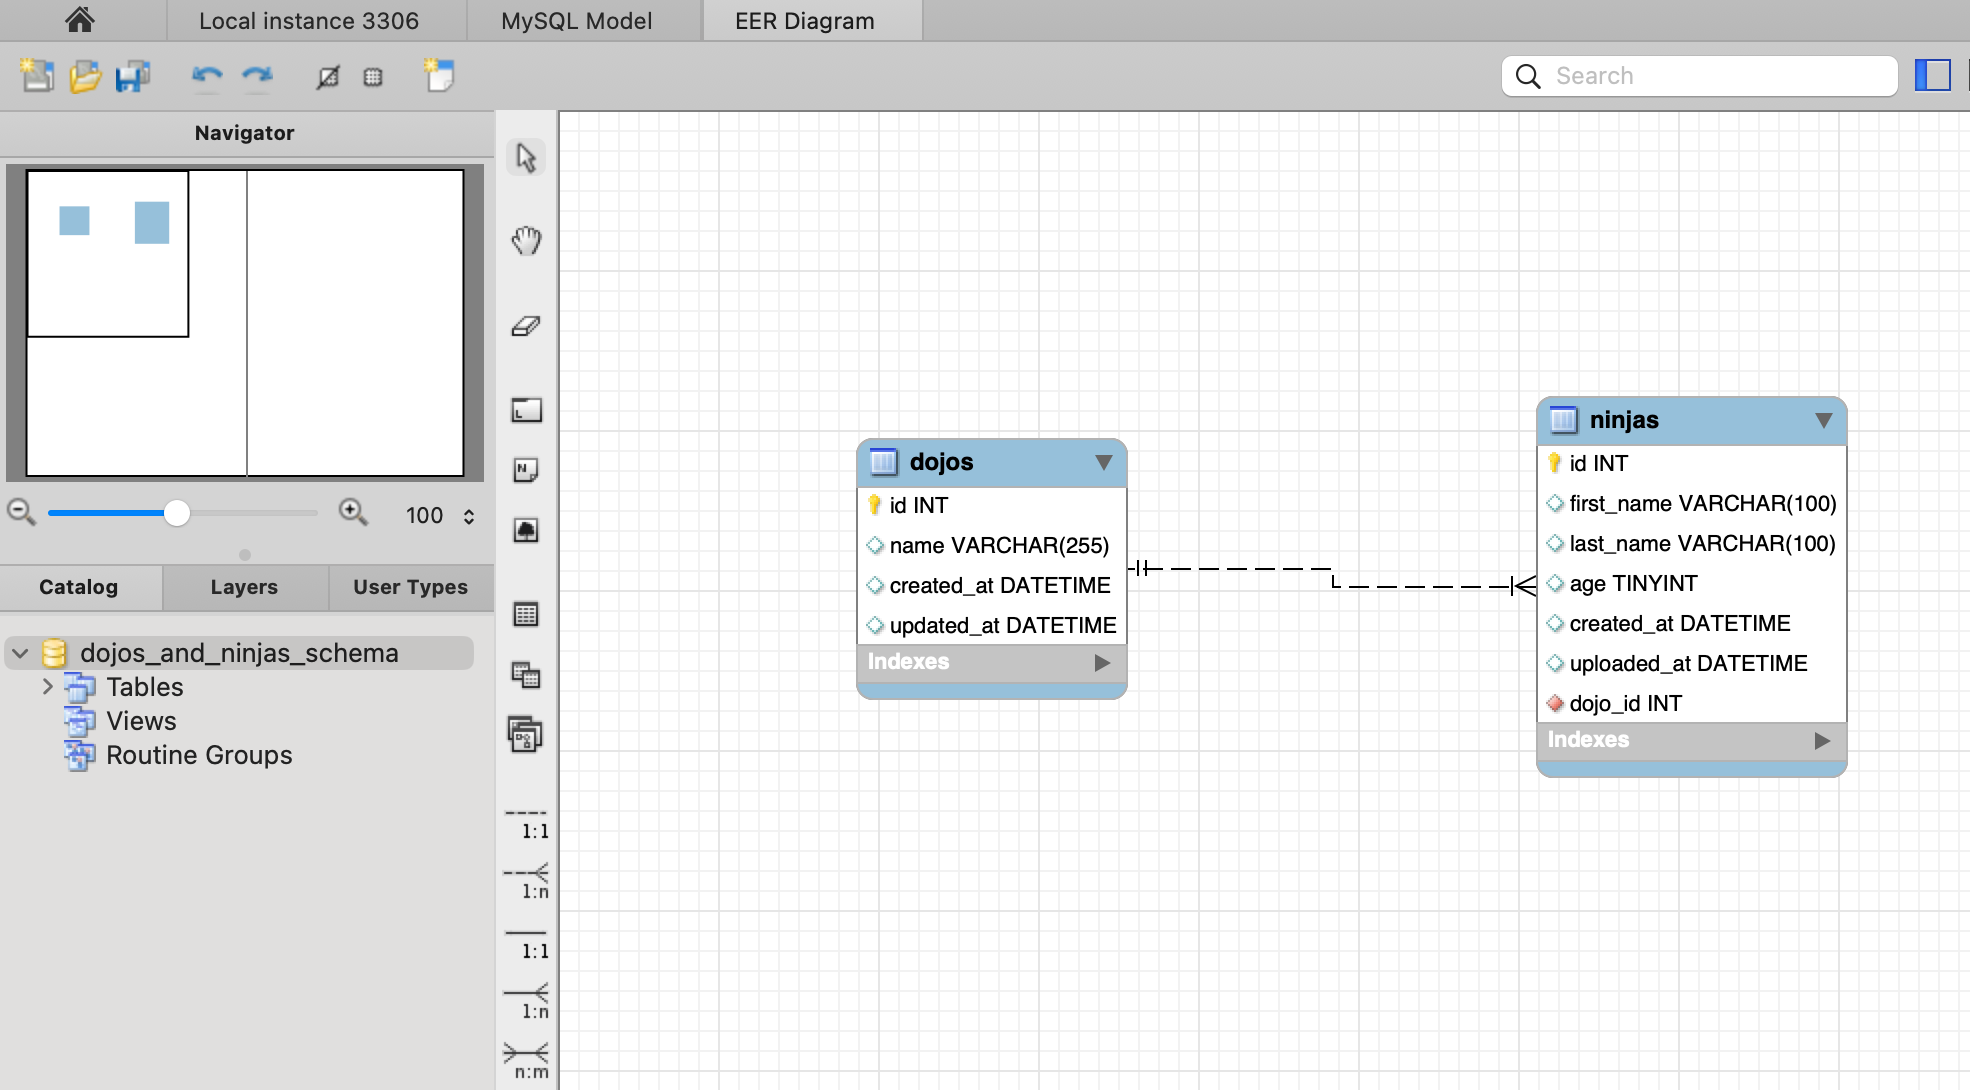 Local instance 3306
MySQL Model
EER Diagram
Search
Navigator
100
Catalog
Layers
User Types
dojos_and_ninjas_schema
Tables
Views
Routine Groups
L
N
1:1
1:n
1:1
1:n
n:m
dojos
id INT
name VARCHAR(255)
created_at DATETIME
updated_at DATETIME
Indexes
ninjas
id INT
first_name VARCHAR(100)
last_name VARCHAR(100)
age TINYINT
created_at DATETIME
uploaded_at DATETIME
dojo_id INT
Indexes